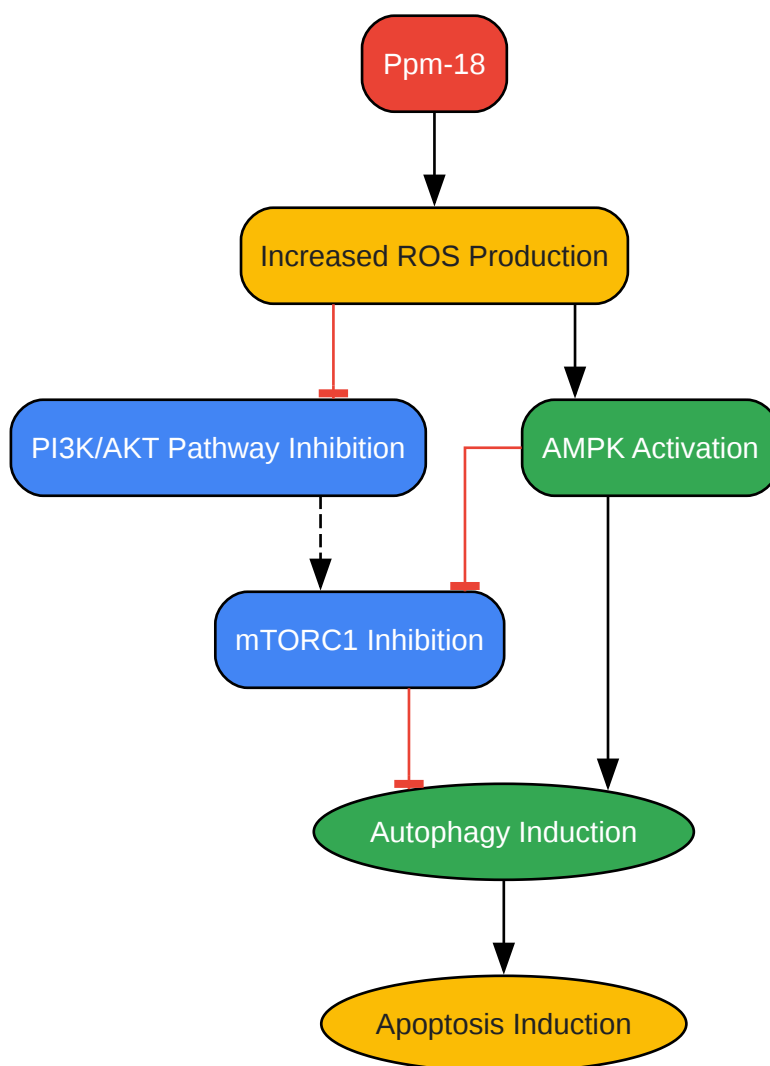 Ppm-18
Increased ROS Production
PI3K/AKT Pathway Inhibition
AMPK Activation
mTORC1 Inhibition
Autophagy Induction
Apoptosis Induction